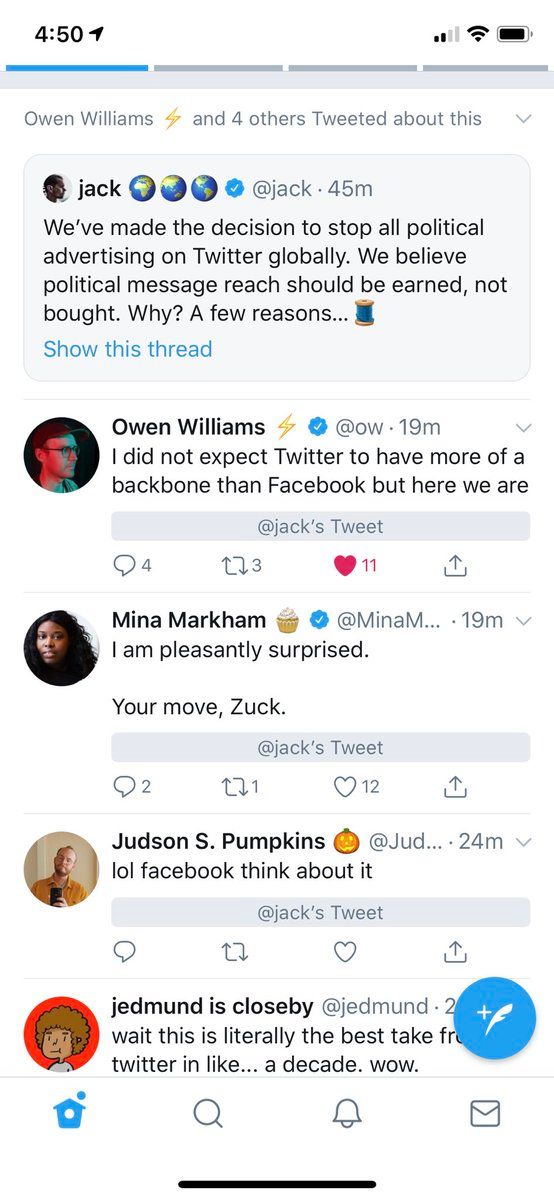 4:50
Owen Williams ⚡ and 4 others Tweeted about this
jack 🌍🌏🌎 @jack · 45m
We’ve made the decision to stop all political
advertising on Twitter globally. We believe
political message reach should be earned, not
bought. Why? A few reasons…🧵
Show this thread
Owen Williams ⚡ @ow · 19m
I did not expect Twitter to have more of a
backbone than Facebook but here we are
@jack’s Tweet
4 3 11
Mina Markham 🧁 @MinaM... · 19m
I am pleasantly surprised.
Your move, Zuck.
@jack’s Tweet
2 1 12
Judson S. Pumpkins 🎃 @Jud... · 24m
lol facebook think about it
@jack’s Tweet
jedmund is closeby @jedmund ·
wait this is literally the best take
twitter in like... a decade. wow.